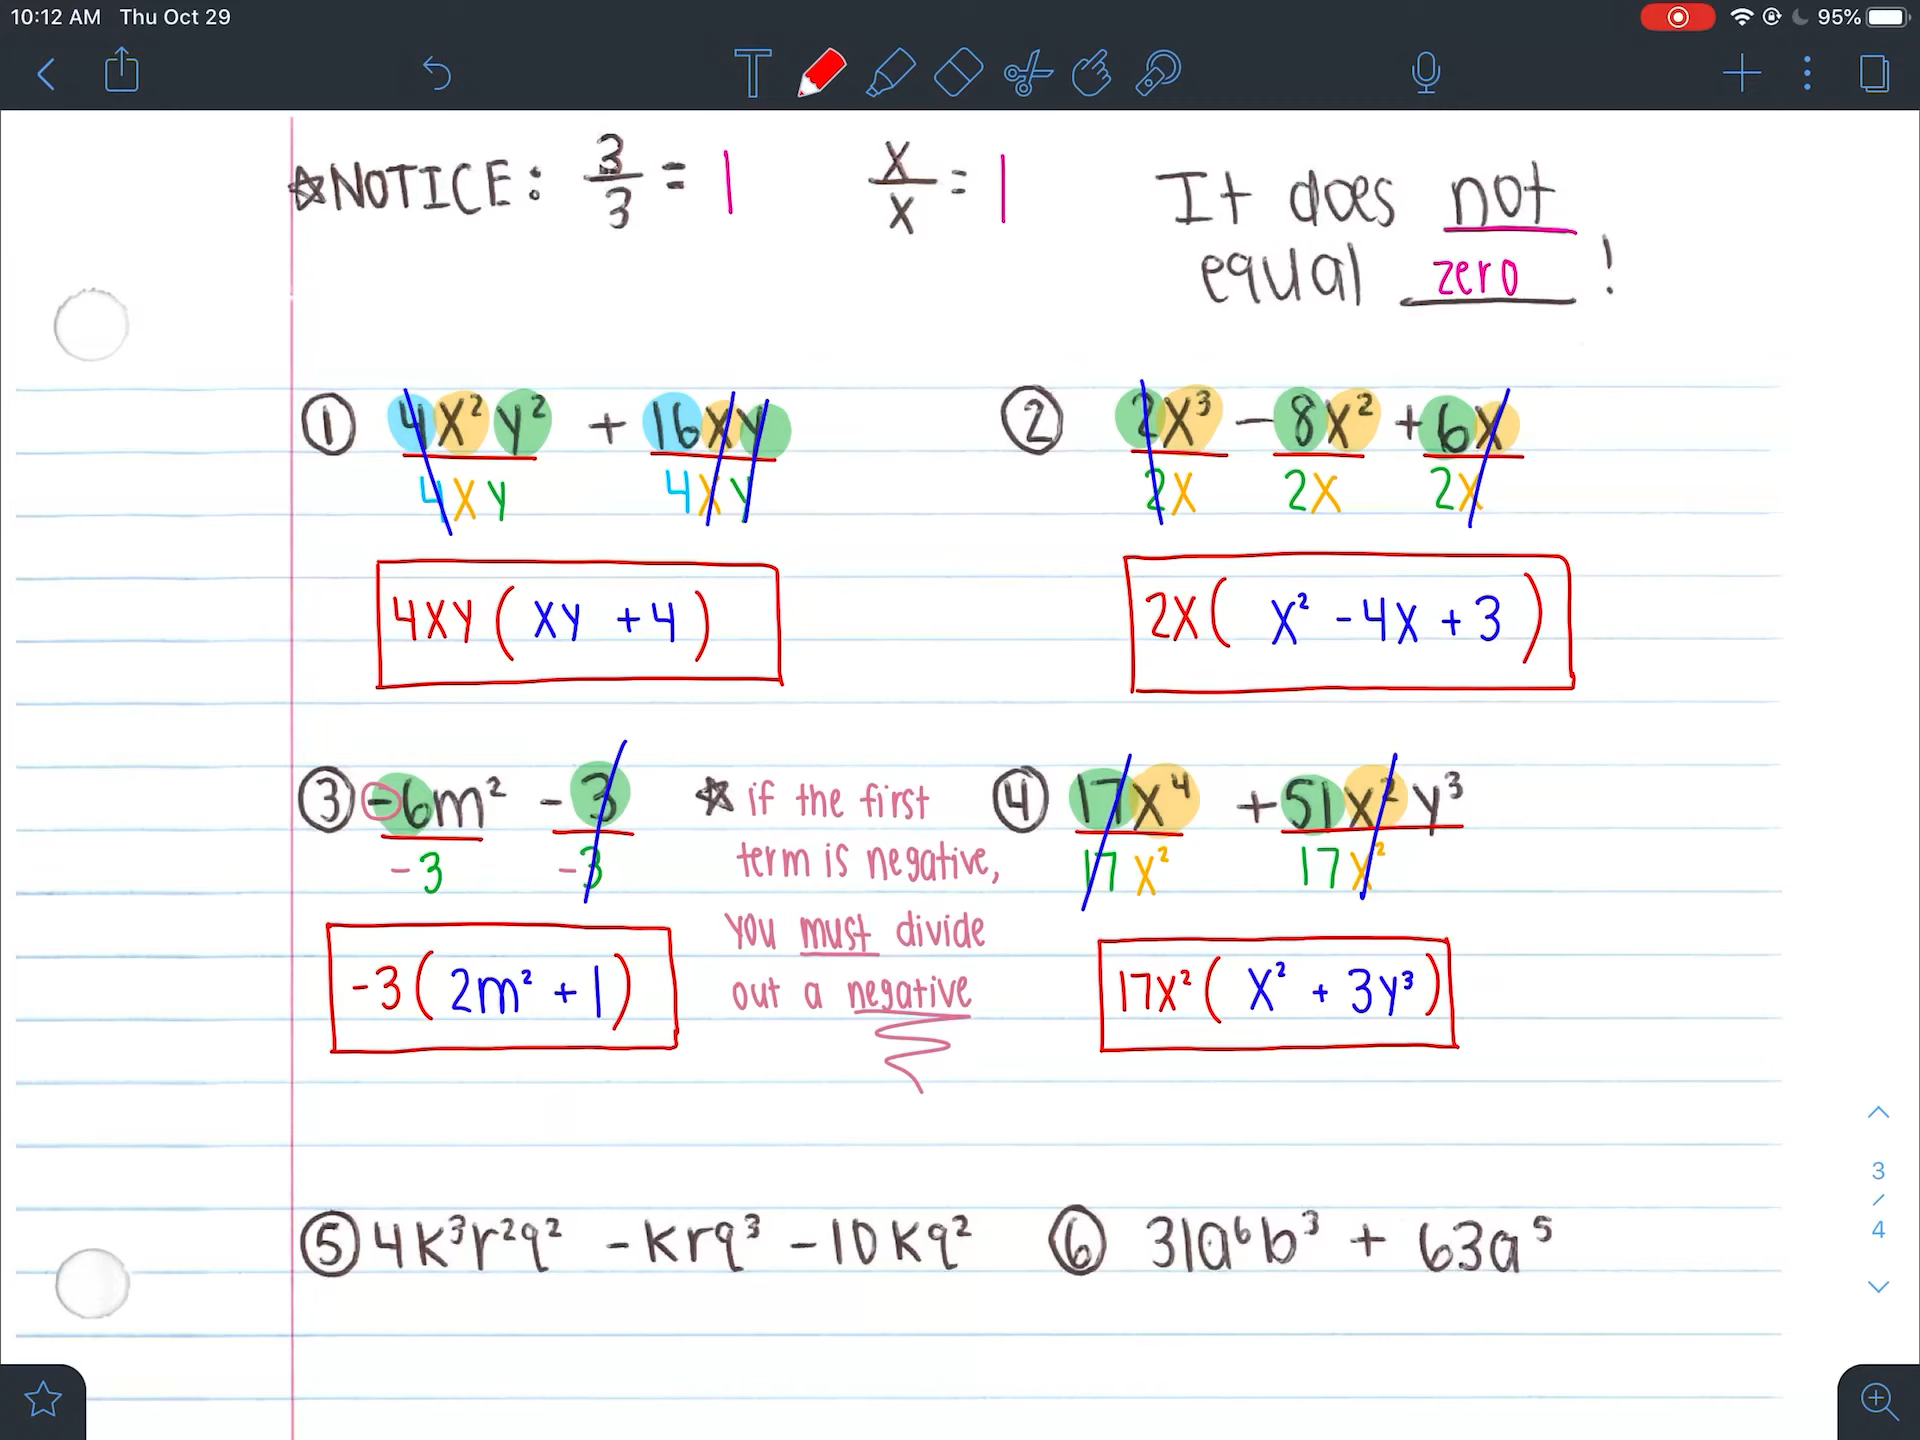 10:12 AM Thu Oct 29
95%
☆NOTICE: 3/3 = 1 x/x = 1 It does not
equal zero !
① 4x²y² + 16xy
4xy 4xy
4xy ( xy + 4 )
② 2x³ − 8x² + 6x
2x 2x 2x
2x ( x² − 4x + 3 )
③ −6m² − 3
−3 −3
−3 ( 2m² + 1 )
☆ if the first
term is negative,
you must divide
out a negative
④ 17x⁴ + 51x²y³
17x² 17x²
17x² ( x² + 3y³ )
⑤ 4k³r²q² − krq³ − 10kq²
⑥ 31a⁶b³ + 63a⁵
3
/
4